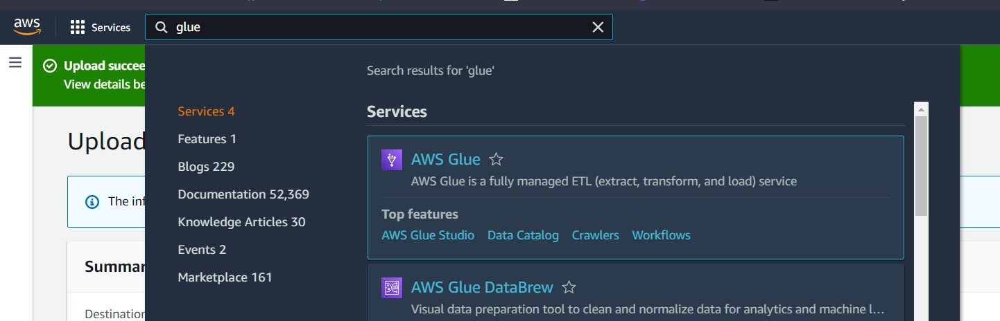 aws
Services
glue
Upload succee
View details be
Search results for 'glue'
Services 4
Features 1
Blogs 229
Documentation 52,369
Knowledge Articles 30
Events 2
Marketplace 161
Services
AWS Glue
AWS Glue is a fully managed ETL (extract, transform, and load) service
Top features
AWS Glue Studio Data Catalog Crawlers Workflows
AWS Glue DataBrew
Visual data preparation tool to clean and normalize data for analytics and machine l...
Upload
The inf
Summar
Destination